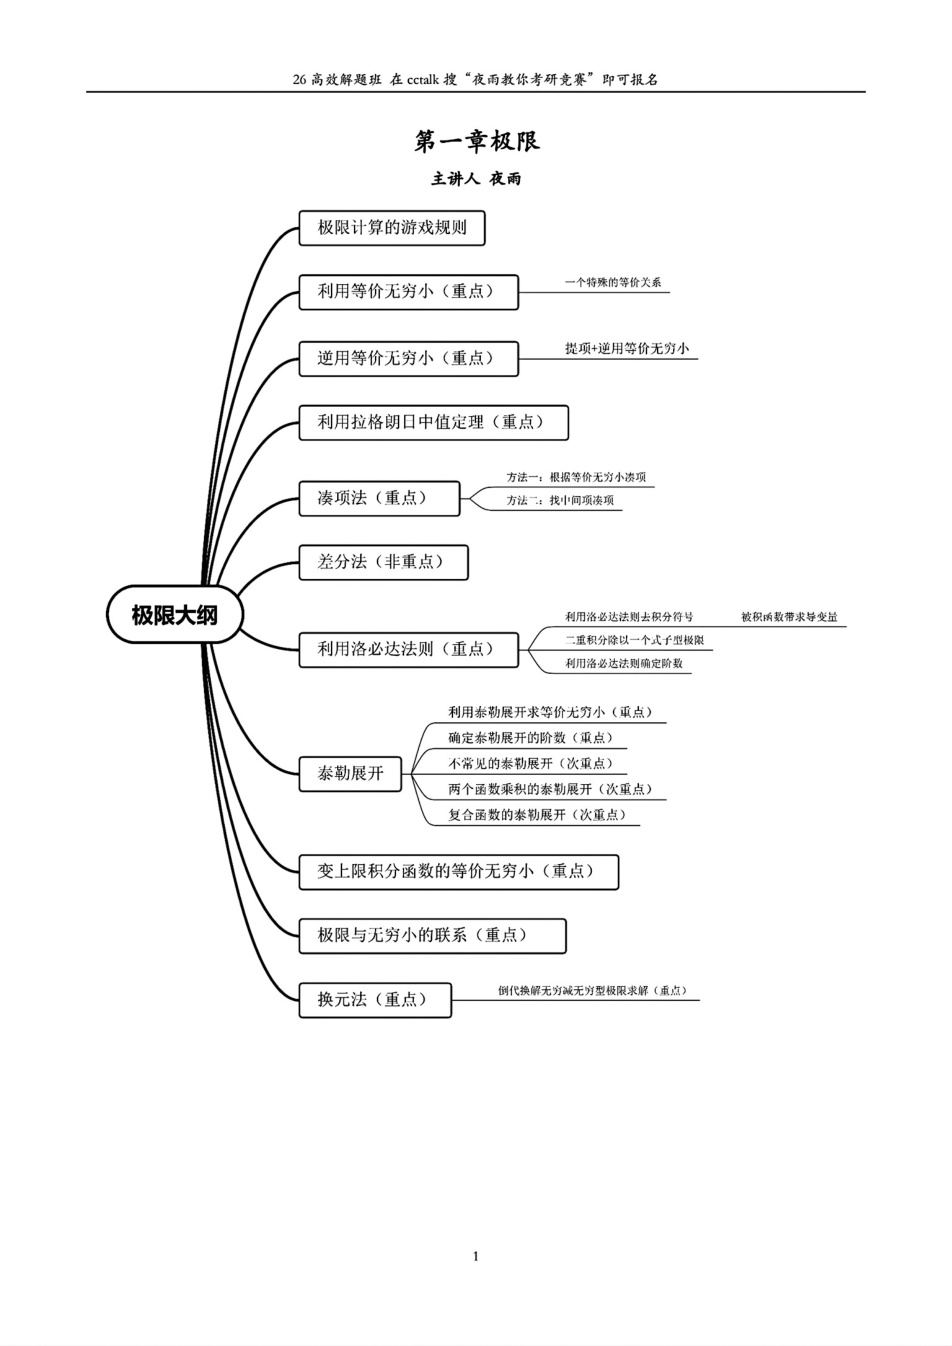 26 高效解题班 在 cctalk 搜“夜雨教你考研竞赛”即可报名
第一章极限
主讲人 夜雨
极限计算的游戏规则
利用等价无穷小（重点）
一个特殊的等价关系
逆用等价无穷小（重点）
提项+逆用等价无穷小
利用拉格朗日中值定理（重点）
凑项法（重点）
方法一：根据等价无穷小凑项
方法二：找中间项凑项
差分法（非重点）
极限大纲
利用洛必达法则（重点）
利用洛必达法则去积分符号
被积函数带求导变量
二重积分除以一个式子型极限
利用洛必达法则确定阶数
泰勒展开
利用泰勒展开求等价无穷小（重点）
确定泰勒展开的阶数（重点）
不常见的泰勒展开（次重点）
两个函数乘积的泰勒展开（次重点）
复合函数的泰勒展开（次重点）
变上限积分函数的等价无穷小（重点）
极限与无穷小的联系（重点）
换元法（重点）
倒代换解无穷减无穷型极限求解（重点）
1